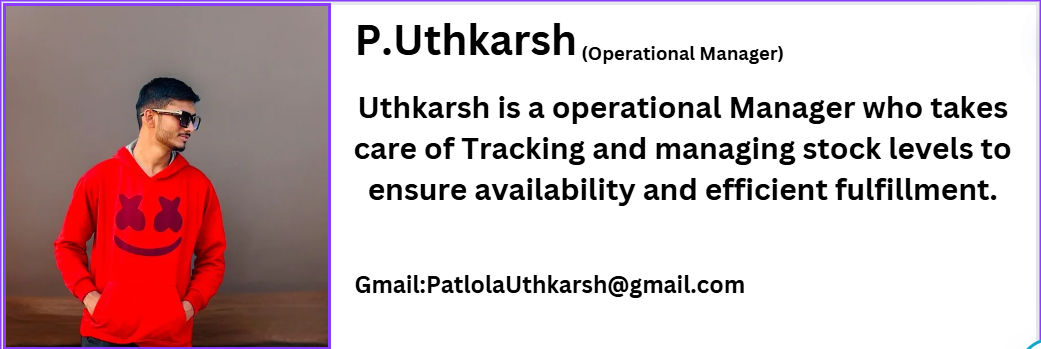 P.Uthkarsh (Operational Manager)
Uthkarsh is a operational Manager who takes
care of Tracking and managing stock levels to
ensure availability and efficient fulfillment.
Gmail:PatlolaUthkarsh@gmail.com